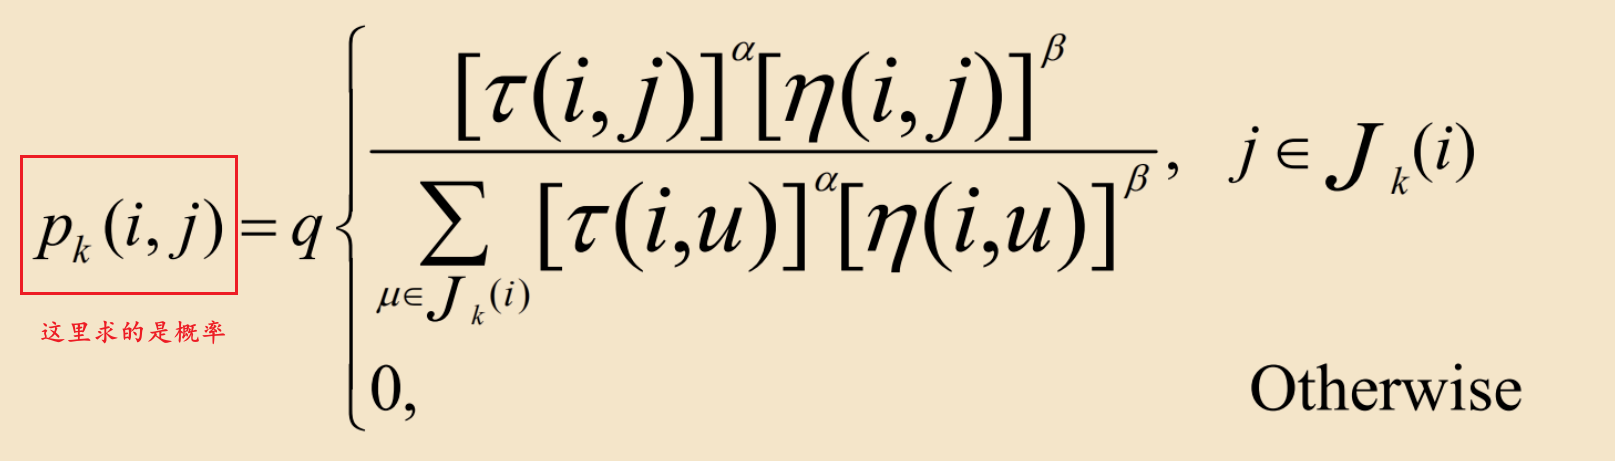 [τ(i, j)]^α [η(i, j)]^β
p_k(i, j) = q { ———————————————, j ∈ J_k(i)
∑_{μ∈J_k(i)} [τ(i,u)]^α [η(i,u)]^β
这里求的是概率
0, Otherwise